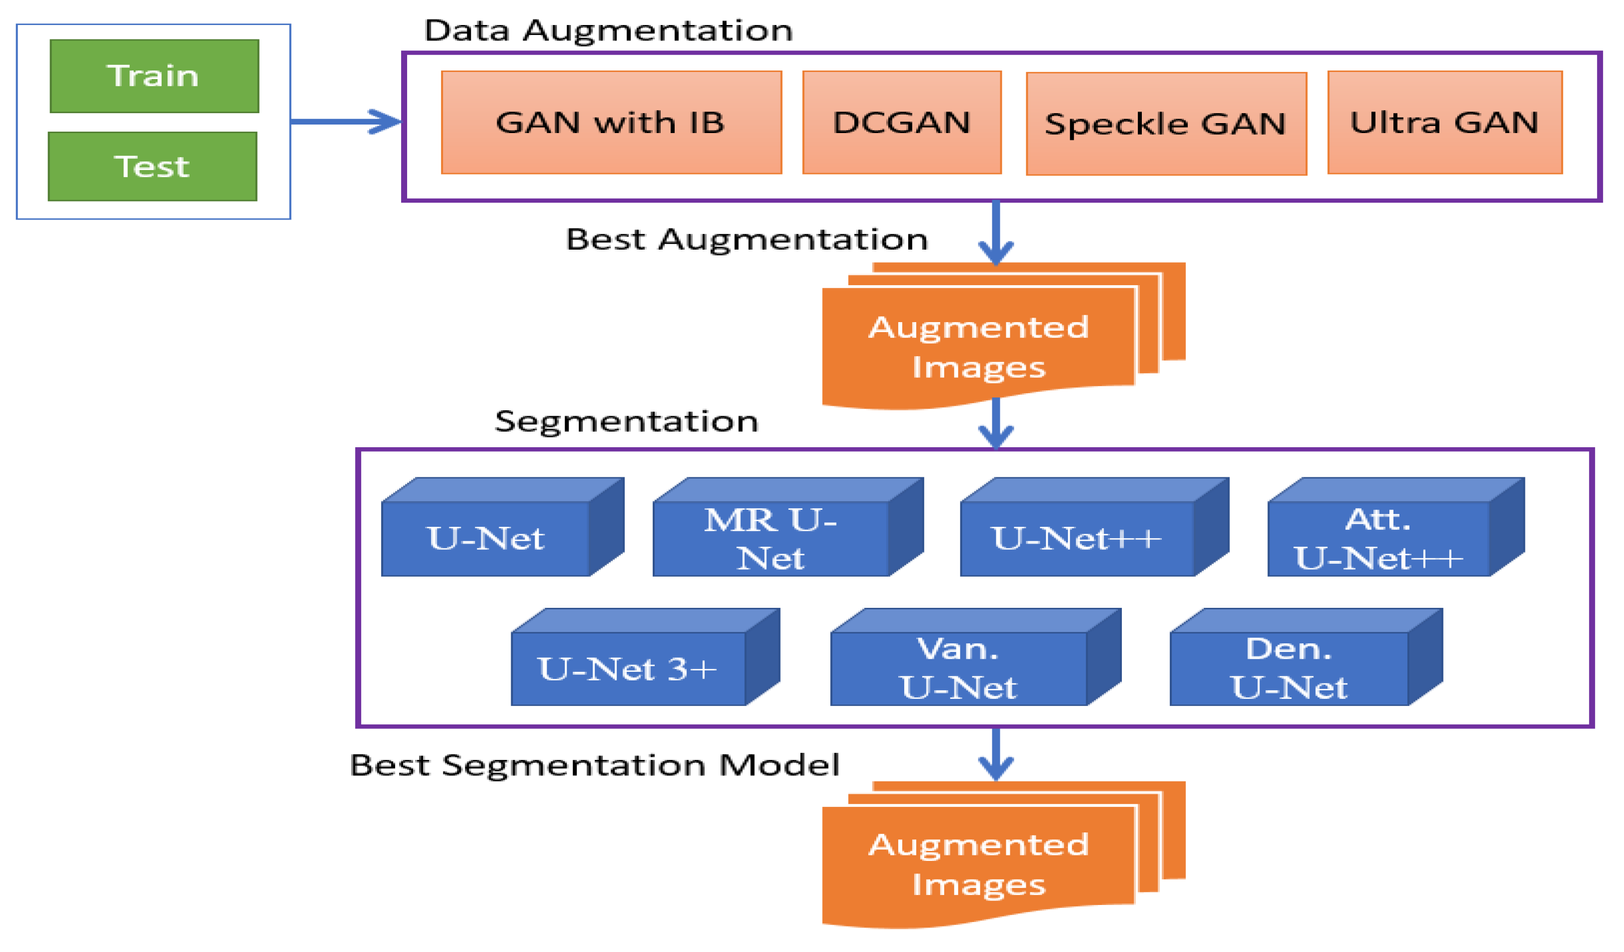 Data Augmentation
Train
Test
GAN with IB
DCGAN
Speckle GAN
Ultra GAN
Best Augmentation
Augmented
Images
Segmentation
U-Net
MR U-
Net
U-Net++
Att.
U-Net++
U-Net 3+
Van.
U-Net
Den.
U-Net
Best Segmentation Model
Augmented
Images